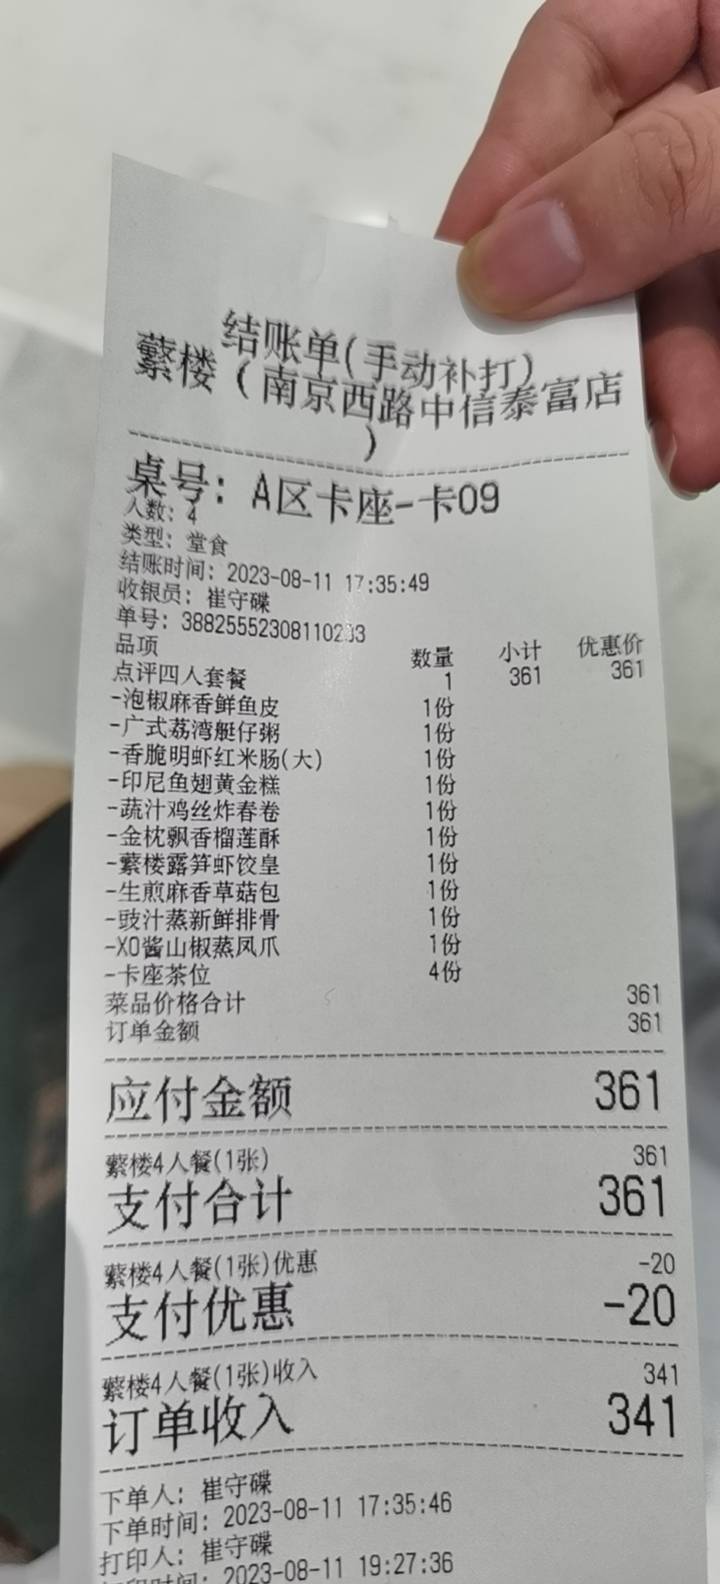 结账单(手动补打)
蘩楼(南京西路中信泰富店
)
桌号: A区卡座-卡09
人数: 4
类型: 堂食
结账时间: 2023-08-11 17:35:49
收银员: 崔守碟
单号:
品项 数量 小计 优惠价
点评四人套餐 1 361 361
-泡椒麻香鲜鱼皮 1份
-广式荔湾艇仔粥 1份
-香脆明虾红米肠(大) 1份
-印尼鱼翅黄金糕 1份
-蔬汁鸡丝炸春卷 1份
-金枕飘香榴莲酥 1份
-蘩楼露笋虾饺皇 1份
-生煎麻香草菇包 1份
-豉汁蒸新鲜排骨 1份
-XO酱山椒蒸凤爪 1份
-卡座茶位 4份
菜品价格合计 361
订单金额 361
应付金额 361
蘩楼4人餐(1张) 361
支付合计 361
蘩楼4人餐(1张)优惠 -20
支付优惠 -20
蘩楼4人餐(1张)收入 341
订单收入 341
下单人: 崔守碟
下单时间: 2023-08-11 17:35:46
打印人: 崔守碟
打印时间: 2023-08-11 19:27:36